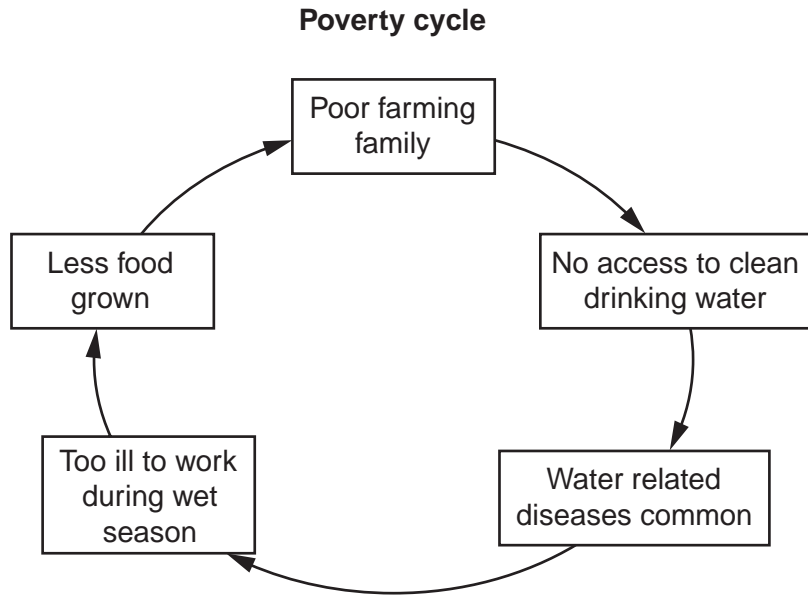 Poverty cycle
Poor farming
family
No access to clean
drinking water
Water related
diseases common
Too ill to work
during wet
season
Less food
grown